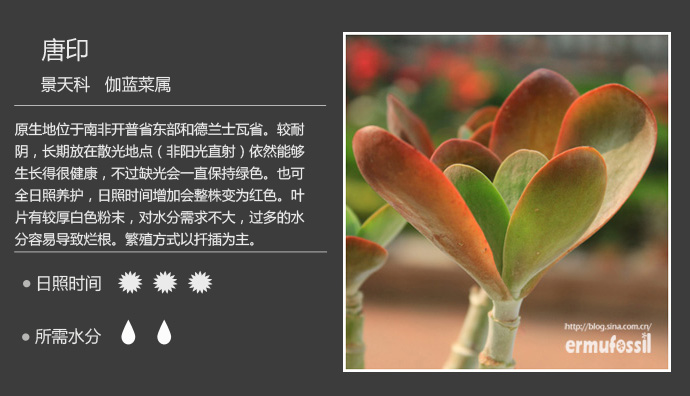 唐印
景天科 伽蓝菜属
原生地位于南非开普省东部和德兰士瓦省。较耐
阴，长期放在散光地点（非阳光直射）依然能够
生长得很健康，不过缺光会一直保持绿色。也可
全日照养护，日照时间增加会整株变为红色。叶
片有较厚白色粉末，对水分需求不大，过多的水
分容易导致烂根。繁殖方式以扦插为主。
日照时间
所需水分
http://blog.sina.com.cn/
ermufossil